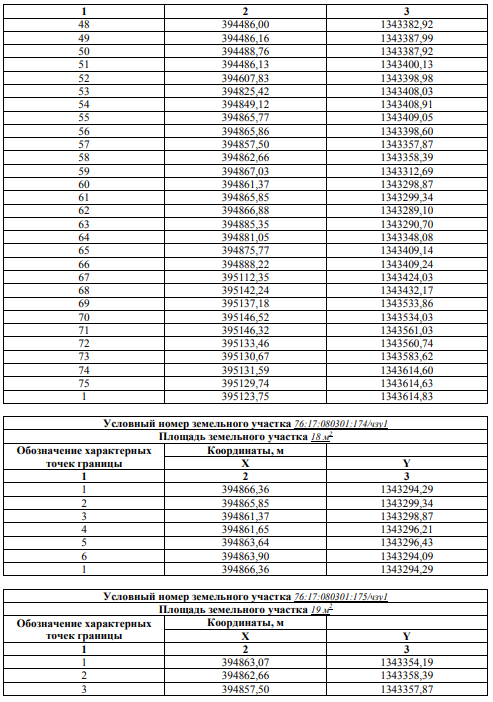 1 2 3
48 394486,00 1343382,92
49 394486,16 1343387,99
50 394488,76 1343387,92
51 394486,13 1343400,13
52 394607,83 1343398,98
53 394825,42 1343408,03
54 394849,12 1343408,91
55 394865,77 1343409,05
56 394865,86 1343398,60
57 394857,50 1343357,87
58 394862,66 1343358,39
59 394867,03 1343312,69
60 394861,37 1343298,87
61 394865,85 1343299,34
62 394866,88 1343289,10
63 394885,35 1343290,70
64 394881,05 1343348,08
65 394875,77 1343409,14
66 394888,22 1343409,24
67 395112,35 1343424,03
68 395142,24 1343432,17
69 395137,18 1343533,86
70 395146,52 1343534,03
71 395146,32 1343561,03
72 395133,46 1343560,74
73 395130,67 1343583,62
74 395131,59 1343614,60
75 395129,74 1343614,63
1 395123,75 1343614,83
Условный номер земельного участка 76:17:080301:174/чзу1
Площадь земельного участка 18 м²
Обозначение характерных точек границы Координаты, м
X Y
1 2 3
1 394866,36 1343294,29
2 394865,85 1343299,34
3 394861,37 1343298,87
4 394861,65 1343296,21
5 394863,64 1343296,43
6 394863,90 1343294,09
1 394866,36 1343294,29
Условный номер земельного участка 76:17:080301:175/чзу1
Площадь земельного участка 19 м²
Обозначение характерных точек границы Координаты, м
X Y
1 2 3
1 394863,07 1343354,19
2 394862,66 1343358,39
3 394857,50 1343357,87